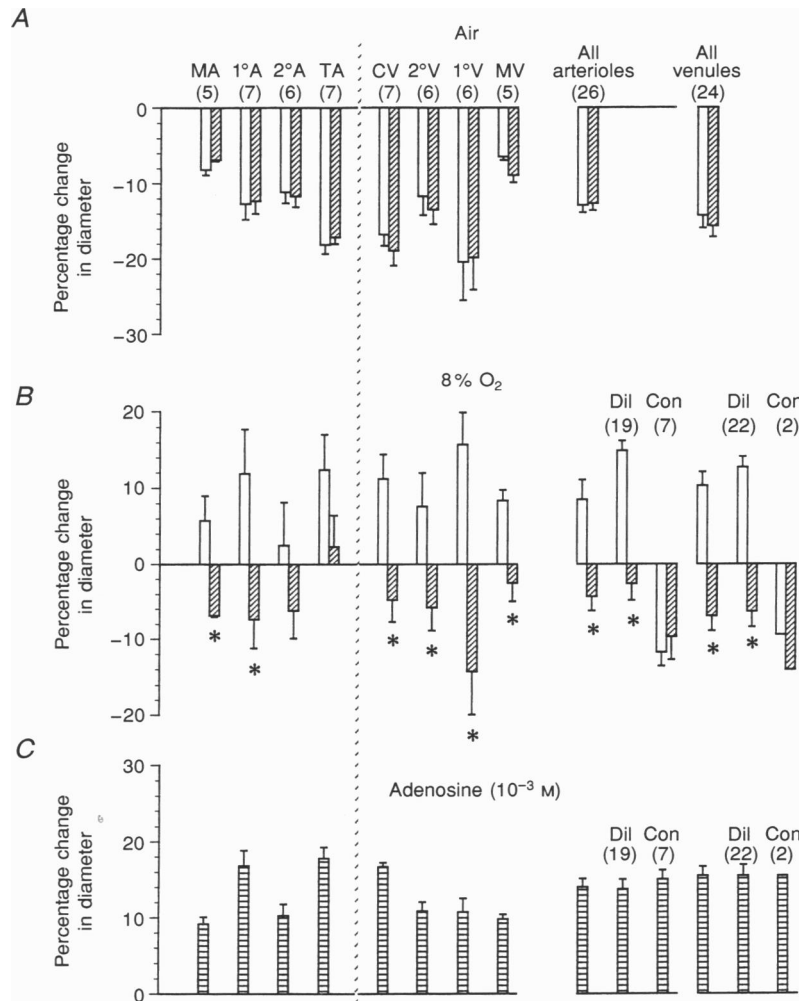 A
Air
MA 1°A 2°A TA CV 2°V 1°V MV All arterioles All venules
(5) (7) (6) (7) (7) (6) (6) (5) (26) (24)
0
−10
−20
−30
Percentage change
in diameter
B
8% O₂
Dil Con Dil Con
(19) (7) (22) (2)
20
10
0
−10
−20
Percentage change
in diameter
* * * * * * * * * *
C
Adenosine (10⁻³ M)
Dil Con Dil Con
(19) (7) (22) (2)
30
20
10
0
Percentage change
in diameter